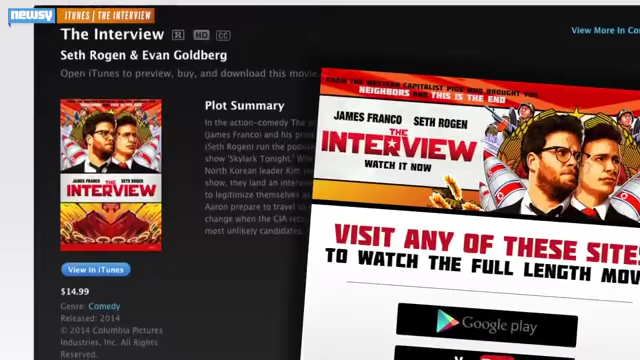 newsy
ITUNES | THE INTERVIEW
The Interview R HD CC
View More In Co
Seth Rogen & Evan Goldberg
Open iTunes to preview, buy, and download this movie.
Plot Summary
In the action-comedy The
(James Franco) and his
(Seth Rogen) run the popula
show 'Skylark Tonight.'
North Korean leader Kim
show, they land an interv
to legitimize themselves
Aaron prepare to travel to
change when the CIA
most unlikely candidates.
JAMES FRANCO SETH ROGEN
THE
INTERVIEW
View in iTunes
$14.99
Genre: Comedy
Released: 2014
© 2014 Columbia Pictures
Industries, Inc. All Rights
Reserved.
FROM THE WESTERN CAPITALIST PIGS WHO BROUGHT YOU
NEIGHBORS AND THIS IS THE END
JAMES FRANCO SETH ROGEN
THE
INTERVIEW
WATCH IT NOW
VISIT ANY OF THESE SITES
TO WATCH THE FULL LENGTH MOV
Google play